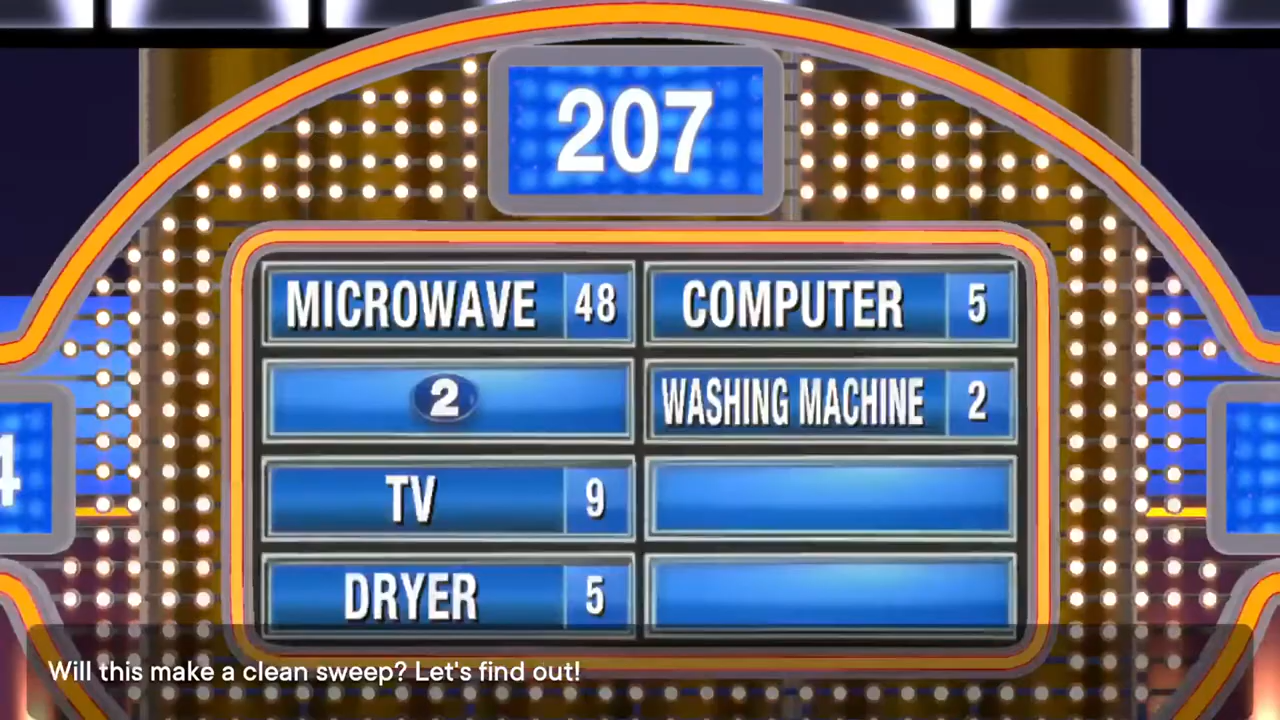 207
MICROWAVE 48
2
TV 9
DRYER 5
COMPUTER 5
WASHING MACHINE 2
4
Will this make a clean sweep? Let's find out!